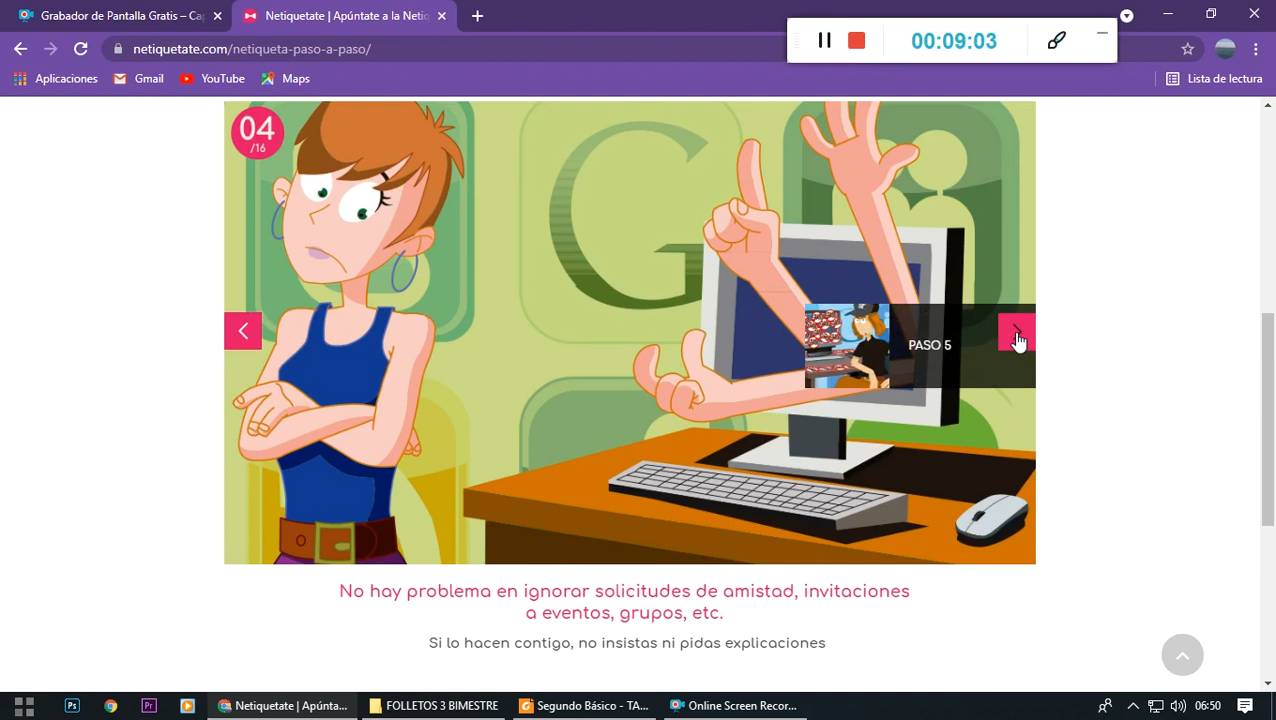 Grabador de Pantalla Gratis – Cap
Netiquetate | Apúntate a la Netiq
00:09:03
netiquetate.com/netiqueta-paso-a-paso/
Aplicaciones
Gmail
YouTube
Maps
Lista de lectura
04
/16
G
PASO 5
No hay problema en ignorar solicitudes de amistad, invitaciones
a eventos, grupos, etc.
Si lo hacen contigo, no insistas ni pidas explicaciones
Ps
Pr
Netiquetate | Apúnta...
FOLLETOS 3 BIMESTRE
Segundo Básico - TA...
Online Screen Recor...
06:50